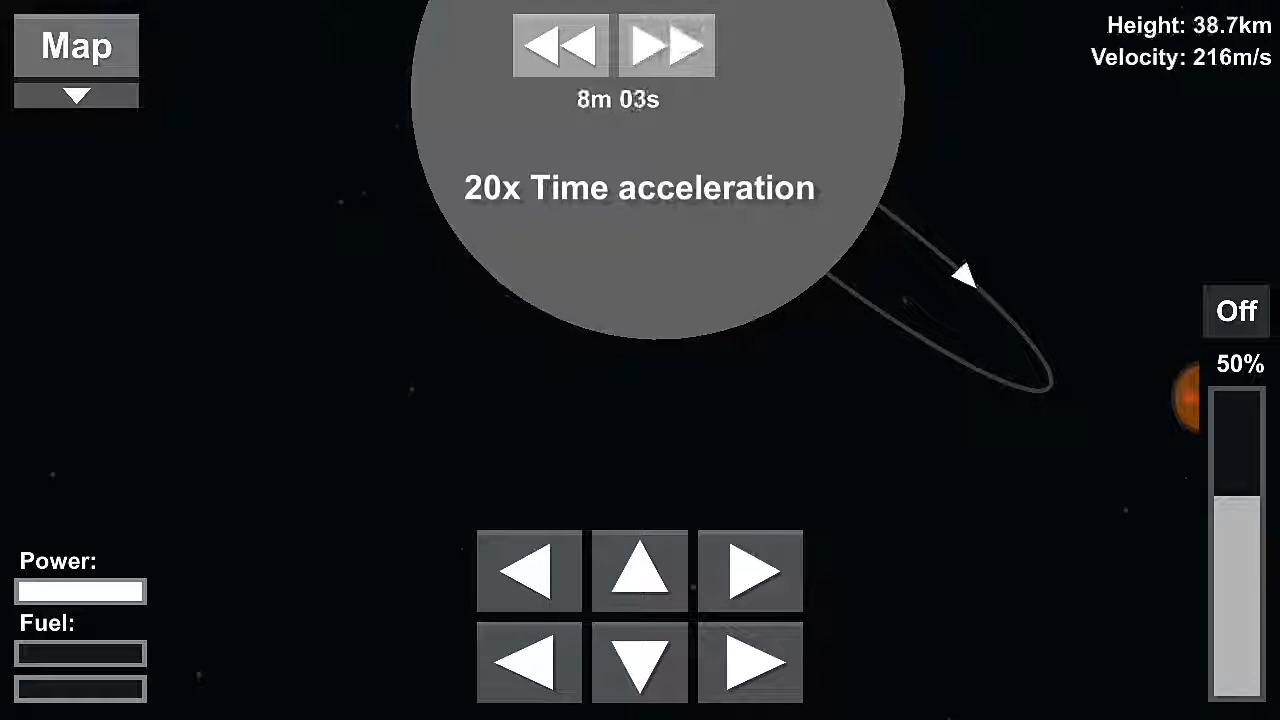 Map
8m 03s
20x Time acceleration
Height: 38.7km
Velocity: 216m/s
Off
50%
Power:
Fuel: